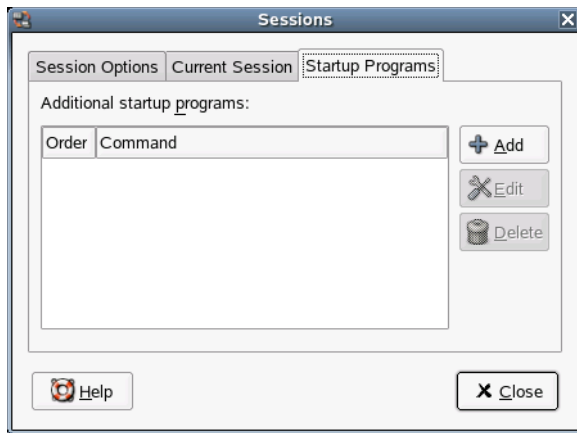 Sessions
Session Options
Current Session
Startup Programs
Additional startup programs:
Order
Command
Add
Edit
Delete
Help
Close